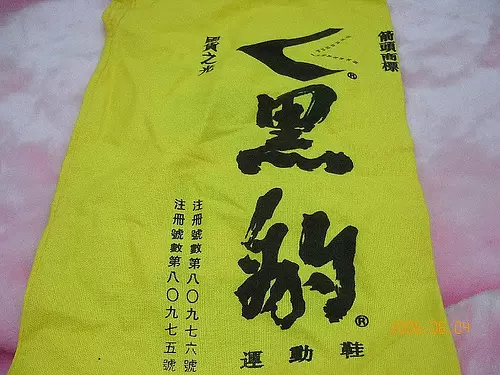 箭頭商標
®
黑豹®
運動鞋
國貨之光
注冊號數第八〇九七六號
注冊號數第八〇九七五號